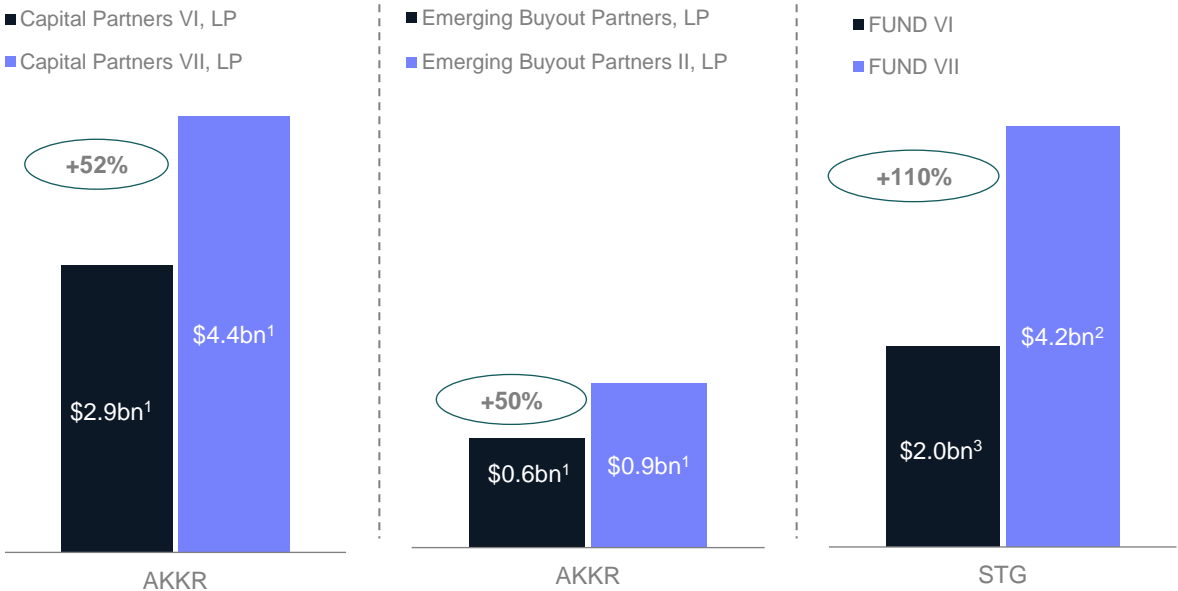 Capital Partners VI, LP
Capital Partners VII, LP
+52%
$2.9bn¹
$4.4bn¹
AKKR
Emerging Buyout Partners, LP
Emerging Buyout Partners II, LP
+50%
$0.6bn¹
$0.9bn¹
AKKR
FUND VI
FUND VII
+110%
$2.0bn³
$4.2bn²
STG